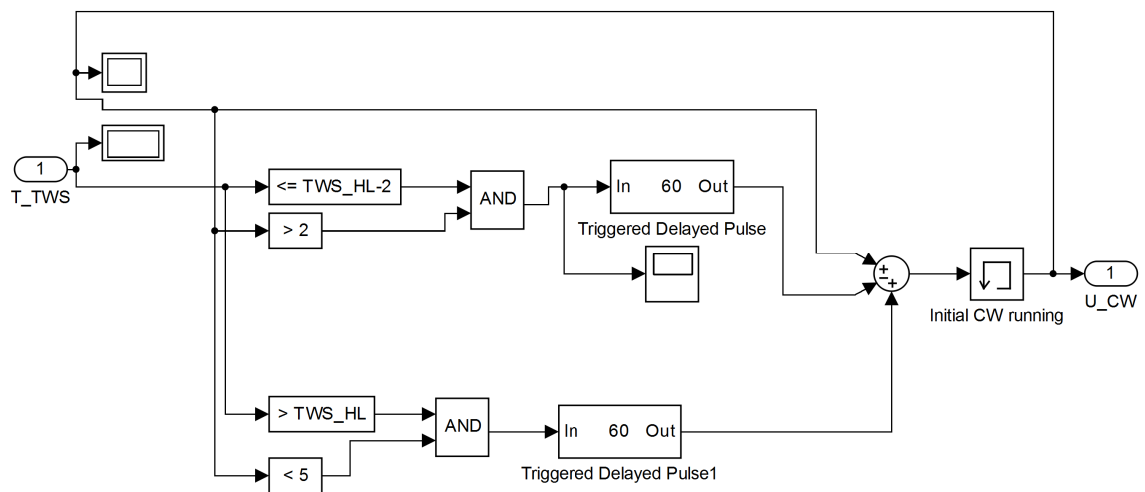 1
T_TWS
<= TWS_HL-2
> 2
AND
In 60 Out
Triggered Delayed Pulse
+
−
+
Initial CW running
1
U_CW
> TWS_HL
< 5
AND
In 60 Out
Triggered Delayed Pulse1